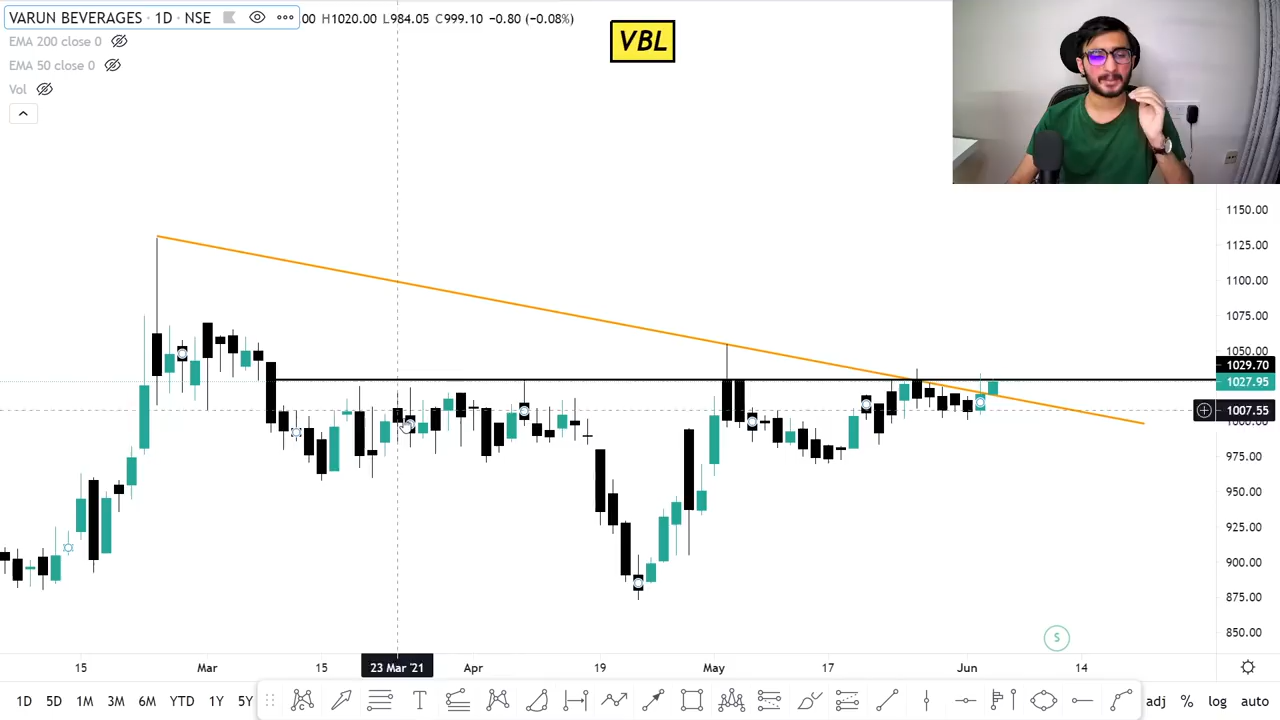 VARUN BEVERAGES · 1D · NSE 00 H1020.00 L984.05 C999.10 −0.80 (−0.08%)
VBL
EMA 200 close 0
EMA 50 close 0
Vol
1150.00
1125.00
1100.00
1075.00
1050.00
1029.70
1027.95
1007.55
1000.00
975.00
950.00
925.00
900.00
875.00
850.00
S
15 Mar 15 23 Mar '21 Apr 19 May 17 Jun 14
1D 5D 1M 3M 6M YTD 1Y 5Y T adj % log auto